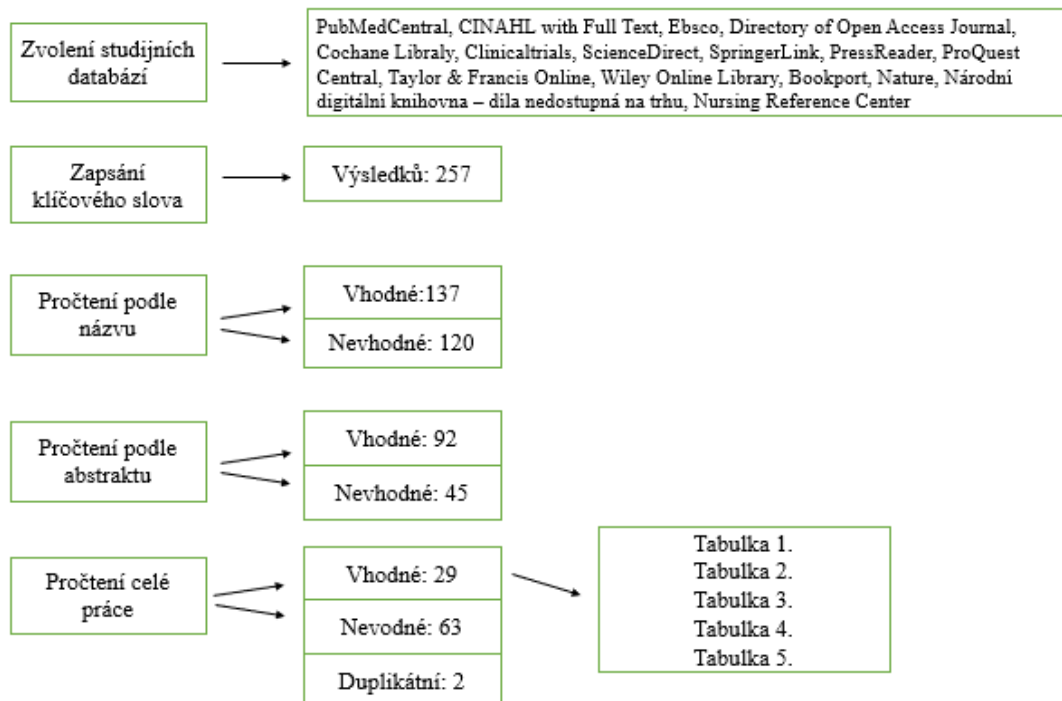 Zvolení studijních
databází
PubMedCentral, CINAHL with Full Text, Ebsco, Directory of Open Access Journal,
Cochane Libraly, Clinicaltrials, ScienceDirect, SpringerLink, PressReader, ProQuest
Central, Taylor & Francis Online, Wiley Online Library, Bookport, Nature, Národní
digitální knihovna – díla nedostupná na trhu, Nursing Reference Center
Zapsání
klíčového slova
Výsledků: 257
Pročtení podle
názvu
Vhodné:137
Nevhodné: 120
Pročtení podle
abstraktu
Vhodné: 92
Nevhodné: 45
Pročtení celé
práce
Vhodné: 29
Nevodné: 63
Duplikátní: 2
Tabulka 1.
Tabulka 2.
Tabulka 3.
Tabulka 4.
Tabulka 5.